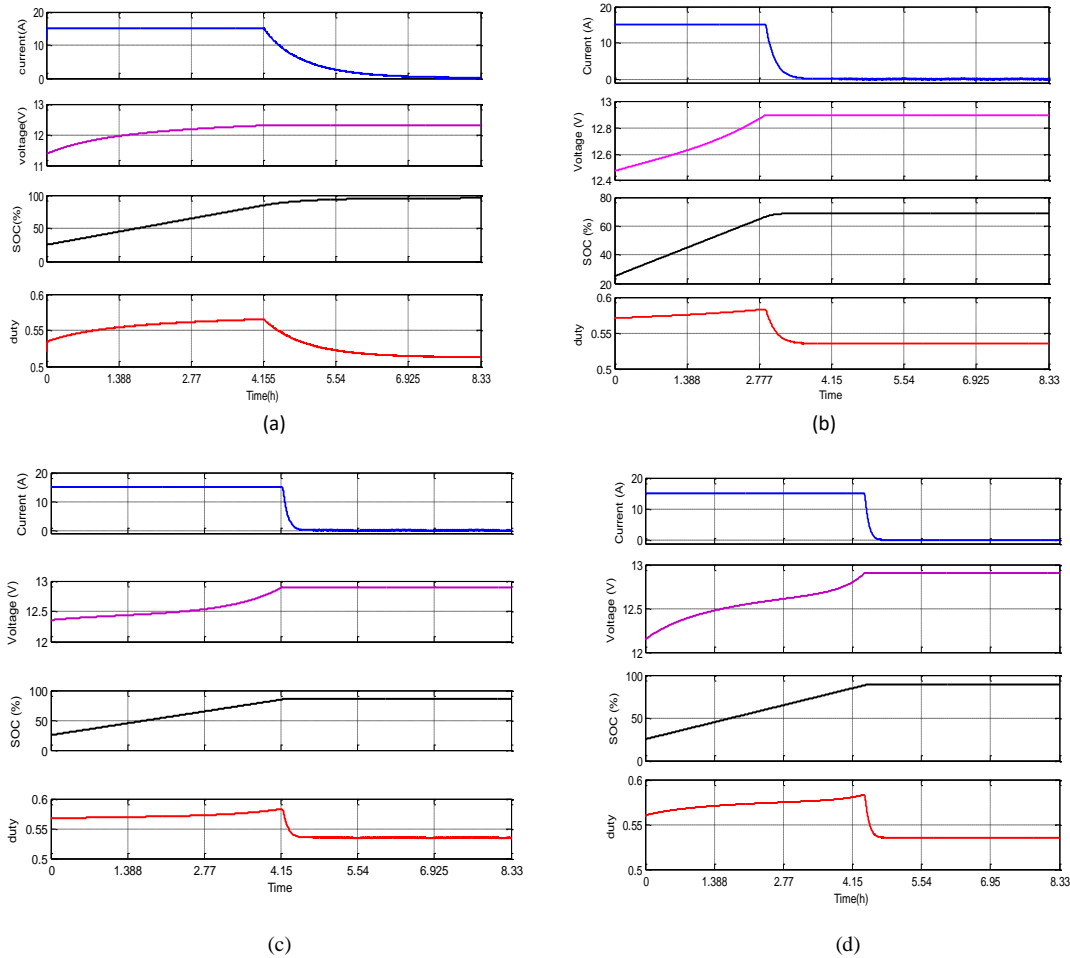 current(A)
20
10
0
voltage(V)
13
12
11
SOC(%)
100
50
0
duty
0.6
0.55
0.5
0 1.388 2.77 4.155 5.54 6.925 8.33
Time(h)
(a)
Current (A)
20
10
0
Voltage (V)
13
12.8
12.6
12.4
SOC (%)
80
60
40
20
duty
0.6
0.55
0.5
0 1.388 2.777 4.15 5.54 6.925 8.33
Time
(b)
Current (A)
20
10
0
Voltage (V)
13
12.5
12
SOC (%)
100
50
0
duty
0.6
0.55
0.5
0 1.388 2.77 4.15 5.54 6.925 8.33
Time
(c)
Current (A)
20
10
0
Voltage (V)
13
12.5
12
SOC (%)
100
50
0
duty
0.6
0.55
0.5
0 1.388 2.77 4.15 5.54 6.95 8.33
Time(h)
(d)